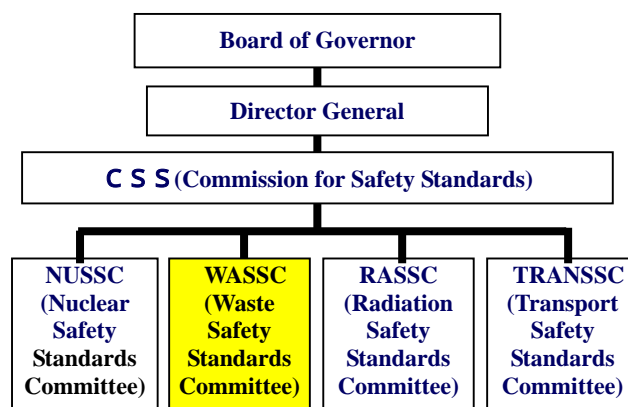 Board of Governor
Director General
ＣＳＳ(Commission for Safety Standards)
NUSSC
(Nuclear
Safety
Standards
Committee)
WASSC
(Waste
Safety
Standards
Committee)
RASSC
(Radiation
Safety
Standards
Committee)
TRANSSC
(Transport
Safety
Standards
Committee)